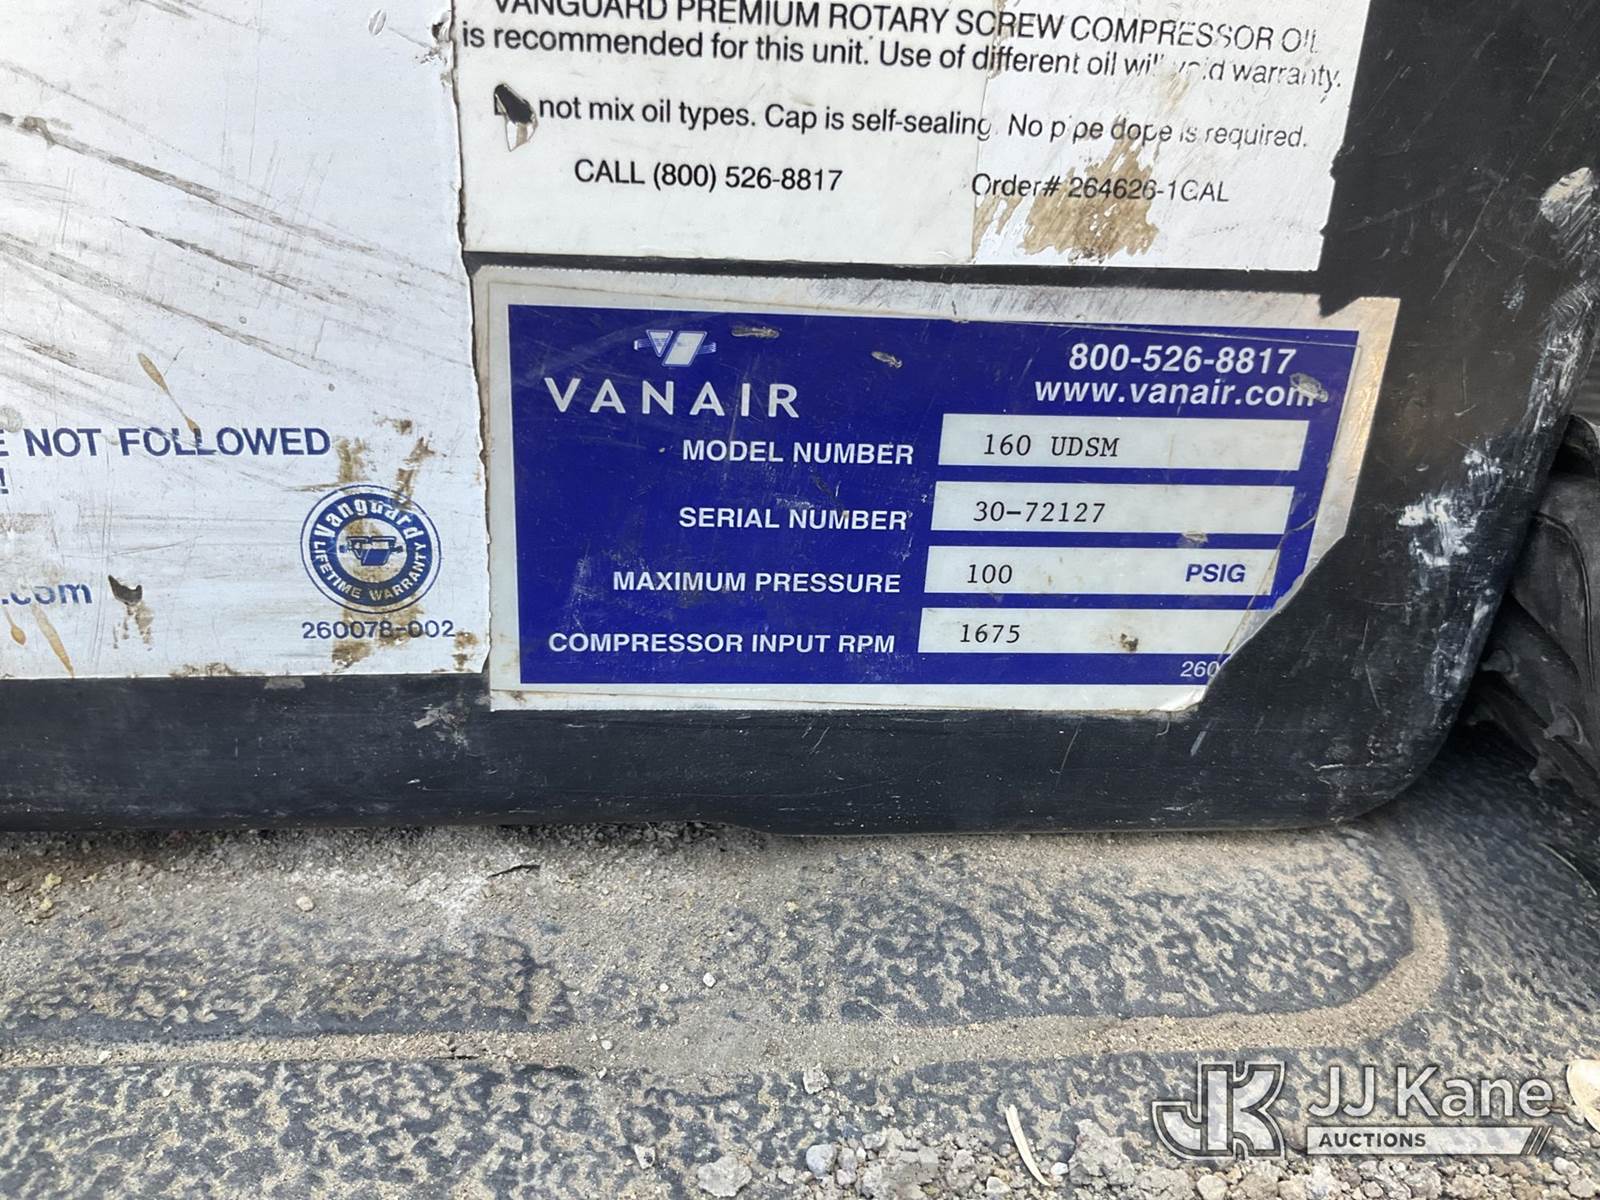 VANGUARD PREMIUM ROTARY SCREW COMPRESSOR OIL
is recommended for this unit. Use of different oil will void warranty.
not mix oil types. Cap is self-sealing. No pipe dope is required.
CALL (800) 526-8817 Order# 264626-1GAL
E NOT FOLLOWED
!
.com
Vanguard
LIFETIME WARRANTY
260078-002
VANAIR
800-526-8817
www.vanair.com
MODEL NUMBER 160 UDSM
SERIAL NUMBER 30-72127
MAXIMUM PRESSURE 100 PSIG
COMPRESSOR INPUT RPM 1675
260
JK JJ Kane
AUCTIONS